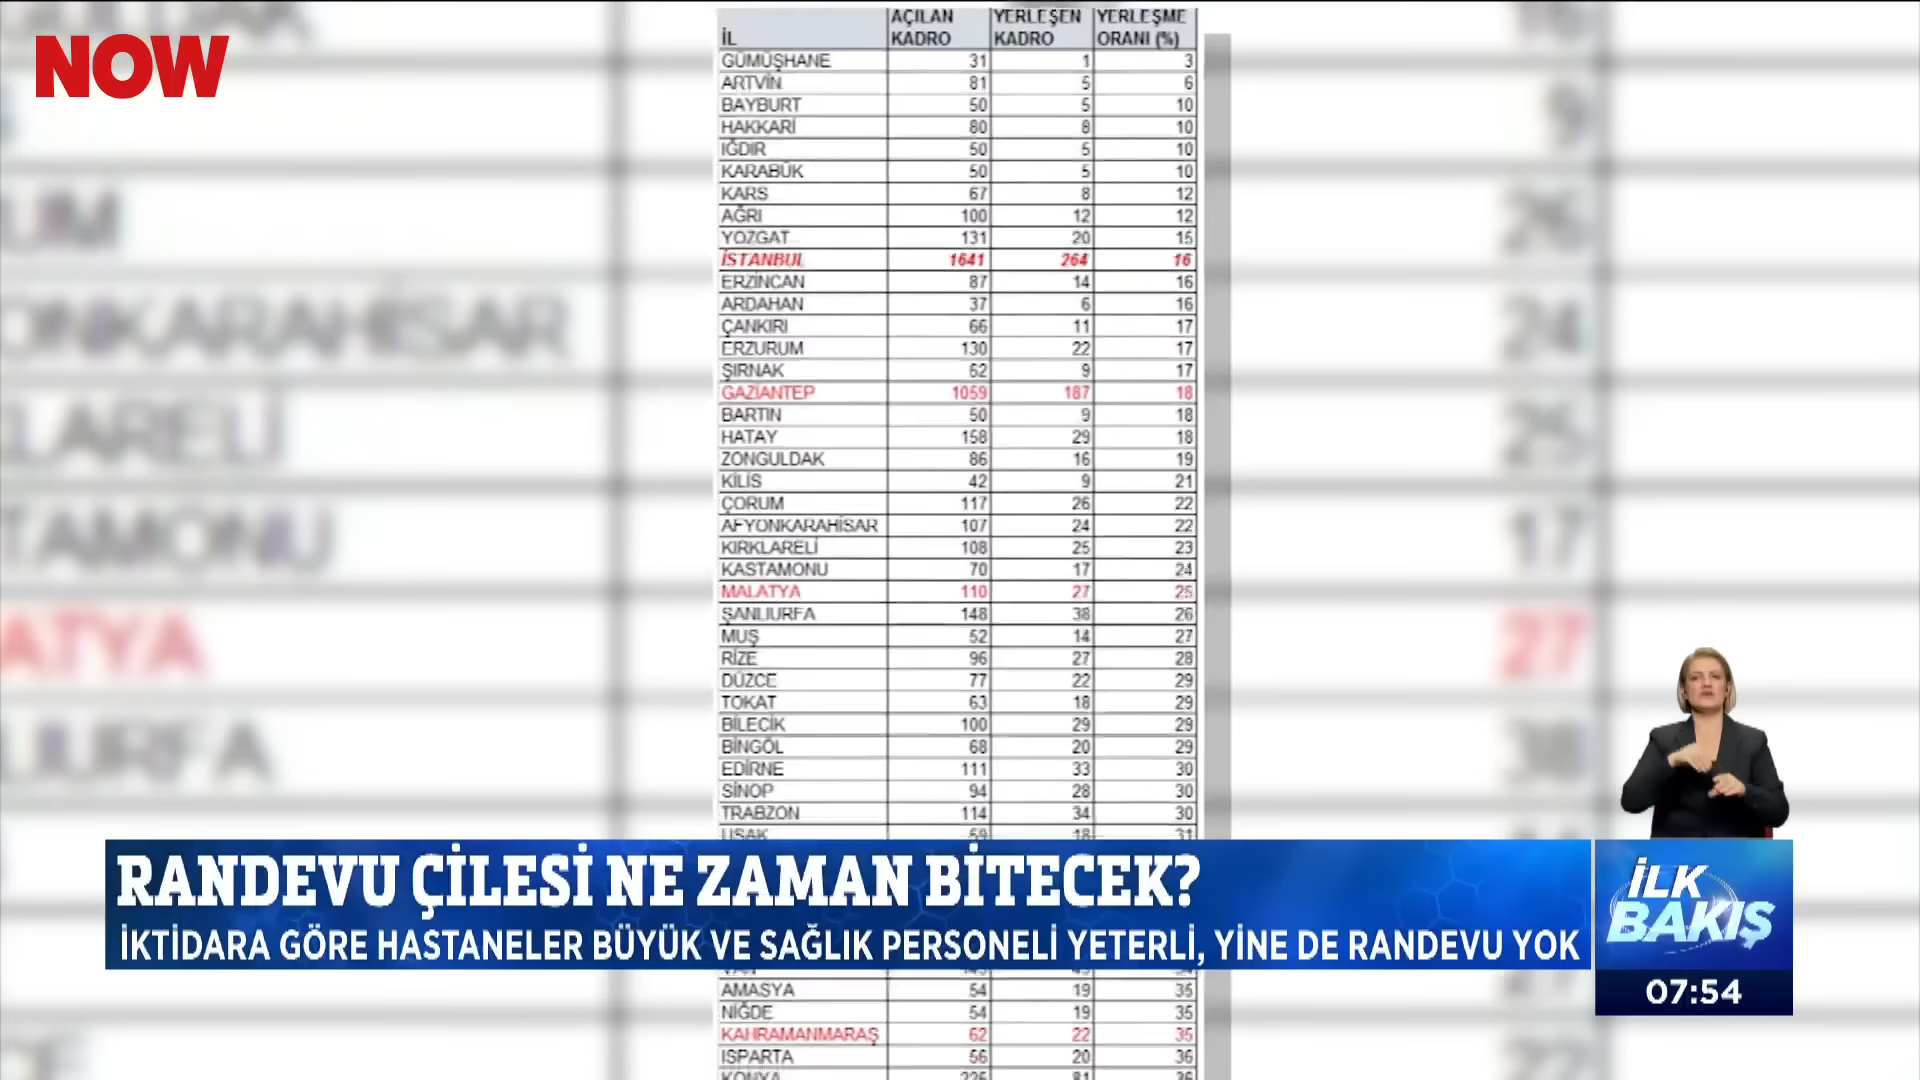 NOW
İL AÇILAN KADRO YERLEŞEN KADRO YERLEŞME ORANI (%)
GÜMÜŞHANE 31 1 3
ARTVİN 81 5 6
BAYBURT 50 5 10
HAKKARİ 80 8 10
IĞDIR 50 5 10
KARABÜK 50 5 10
KARS 67 8 12
AĞRI 100 12 12
YOZGAT 131 20 15
İSTANBUL 1641 264 16
ERZİNCAN 87 14 16
ARDAHAN 37 6 16
ÇANKIRI 66 11 17
ERZURUM 130 22 17
ŞIRNAK 52 9 17
GAZİANTEP 1059 187 18
BARTIN 50 9 18
HATAY 158 29 18
ZONGULDAK 86 16 19
KİLİS 42 9 21
ÇORUM 117 26 22
AFYONKARAHİSAR 107 24 22
KIRKLARELİ 108 25 23
KASTAMONU 70 17 24
MALATYA 110 27 25
ŞANLIURFA 148 38 26
MUŞ 52 14 27
RİZE 96 27 28
DÜZCE 77 22 29
TOKAT 63 18 29
BİLECİK 100 29 29
BİNGÖL 68 20 29
EDİRNE 111 33 30
SİNOP 94 28 30
TRABZON 114 34 30
UŞAK 59 18 31
RANDEVU ÇİLESİ NE ZAMAN BİTECEK?
İKTİDARA GÖRE HASTANELER BÜYÜK VE SAĞLIK PERSONELİ YETERLİ, YİNE DE RANDEVU YOK
İLK
BAKIŞ
07:54
AMASYA 54 19 35
NİĞDE 54 19 35
KAHRAMANMARAŞ 62 22 35
ISPARTA 56 20 36
KONYA 226 81 36